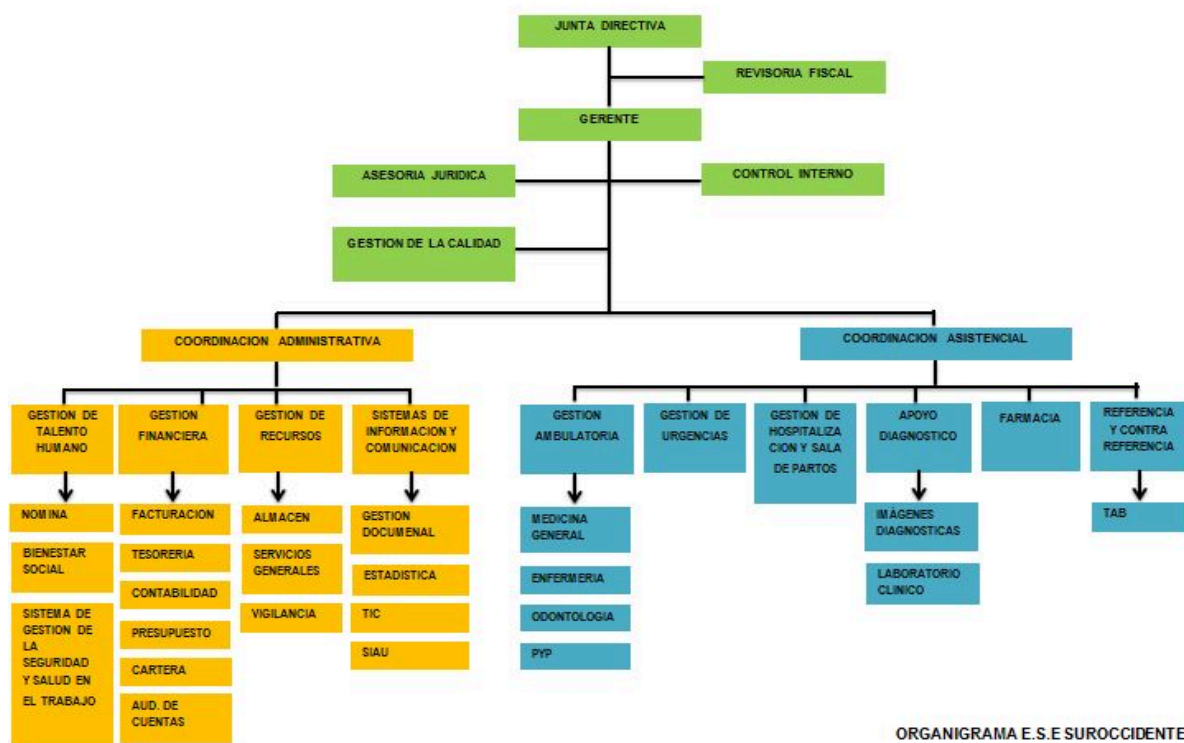 JUNTA DIRECTIVA
REVISORIA FISCAL
GERENTE
ASESORIA JURIDICA
CONTROL INTERNO
GESTION DE LA CALIDAD
COORDINACION ADMINISTRATIVA
COORDINACION ASISTENCIAL
GESTION DE
TALENTO
HUMANO
GESTION
FINANCIERA
GESTION DE
RECURSOS
SISTEMAS DE
INFORMACION Y
COMUNICACION
GESTION
AMBULATORIA
GESTION DE
URGENCIAS
GESTION DE
HOSPITALIZA
CION Y SALA
DE PARTOS
APOYO
DIAGNOSTICO
FARMACIA
REFERENCIA
Y CONTRA
REFERENCIA
NOMINA
BIENESTAR
SOCIAL
SISTEMA DE
GESTION DE
LA
SEGURIDAD
Y SALUD EN
EL TRABAJO
FACTURACION
TESORERIA
CONTABILIDAD
PRESUPUESTO
CARTERA
AUD. DE
CUENTAS
ALMACEN
SERVICIOS
GENERALES
VIGILANCIA
GESTION
DOCUMENAL
ESTADISTICA
TIC
SIAU
MEDICINA
GENERAL
ENFERMERIA
ODONTOLOGIA
PYP
IMÁGENES
DIAGNOSTICAS
LABORATORIO
CLINICO
TAB
ORGANIGRAMA E.S.E SUROCCIDENTE